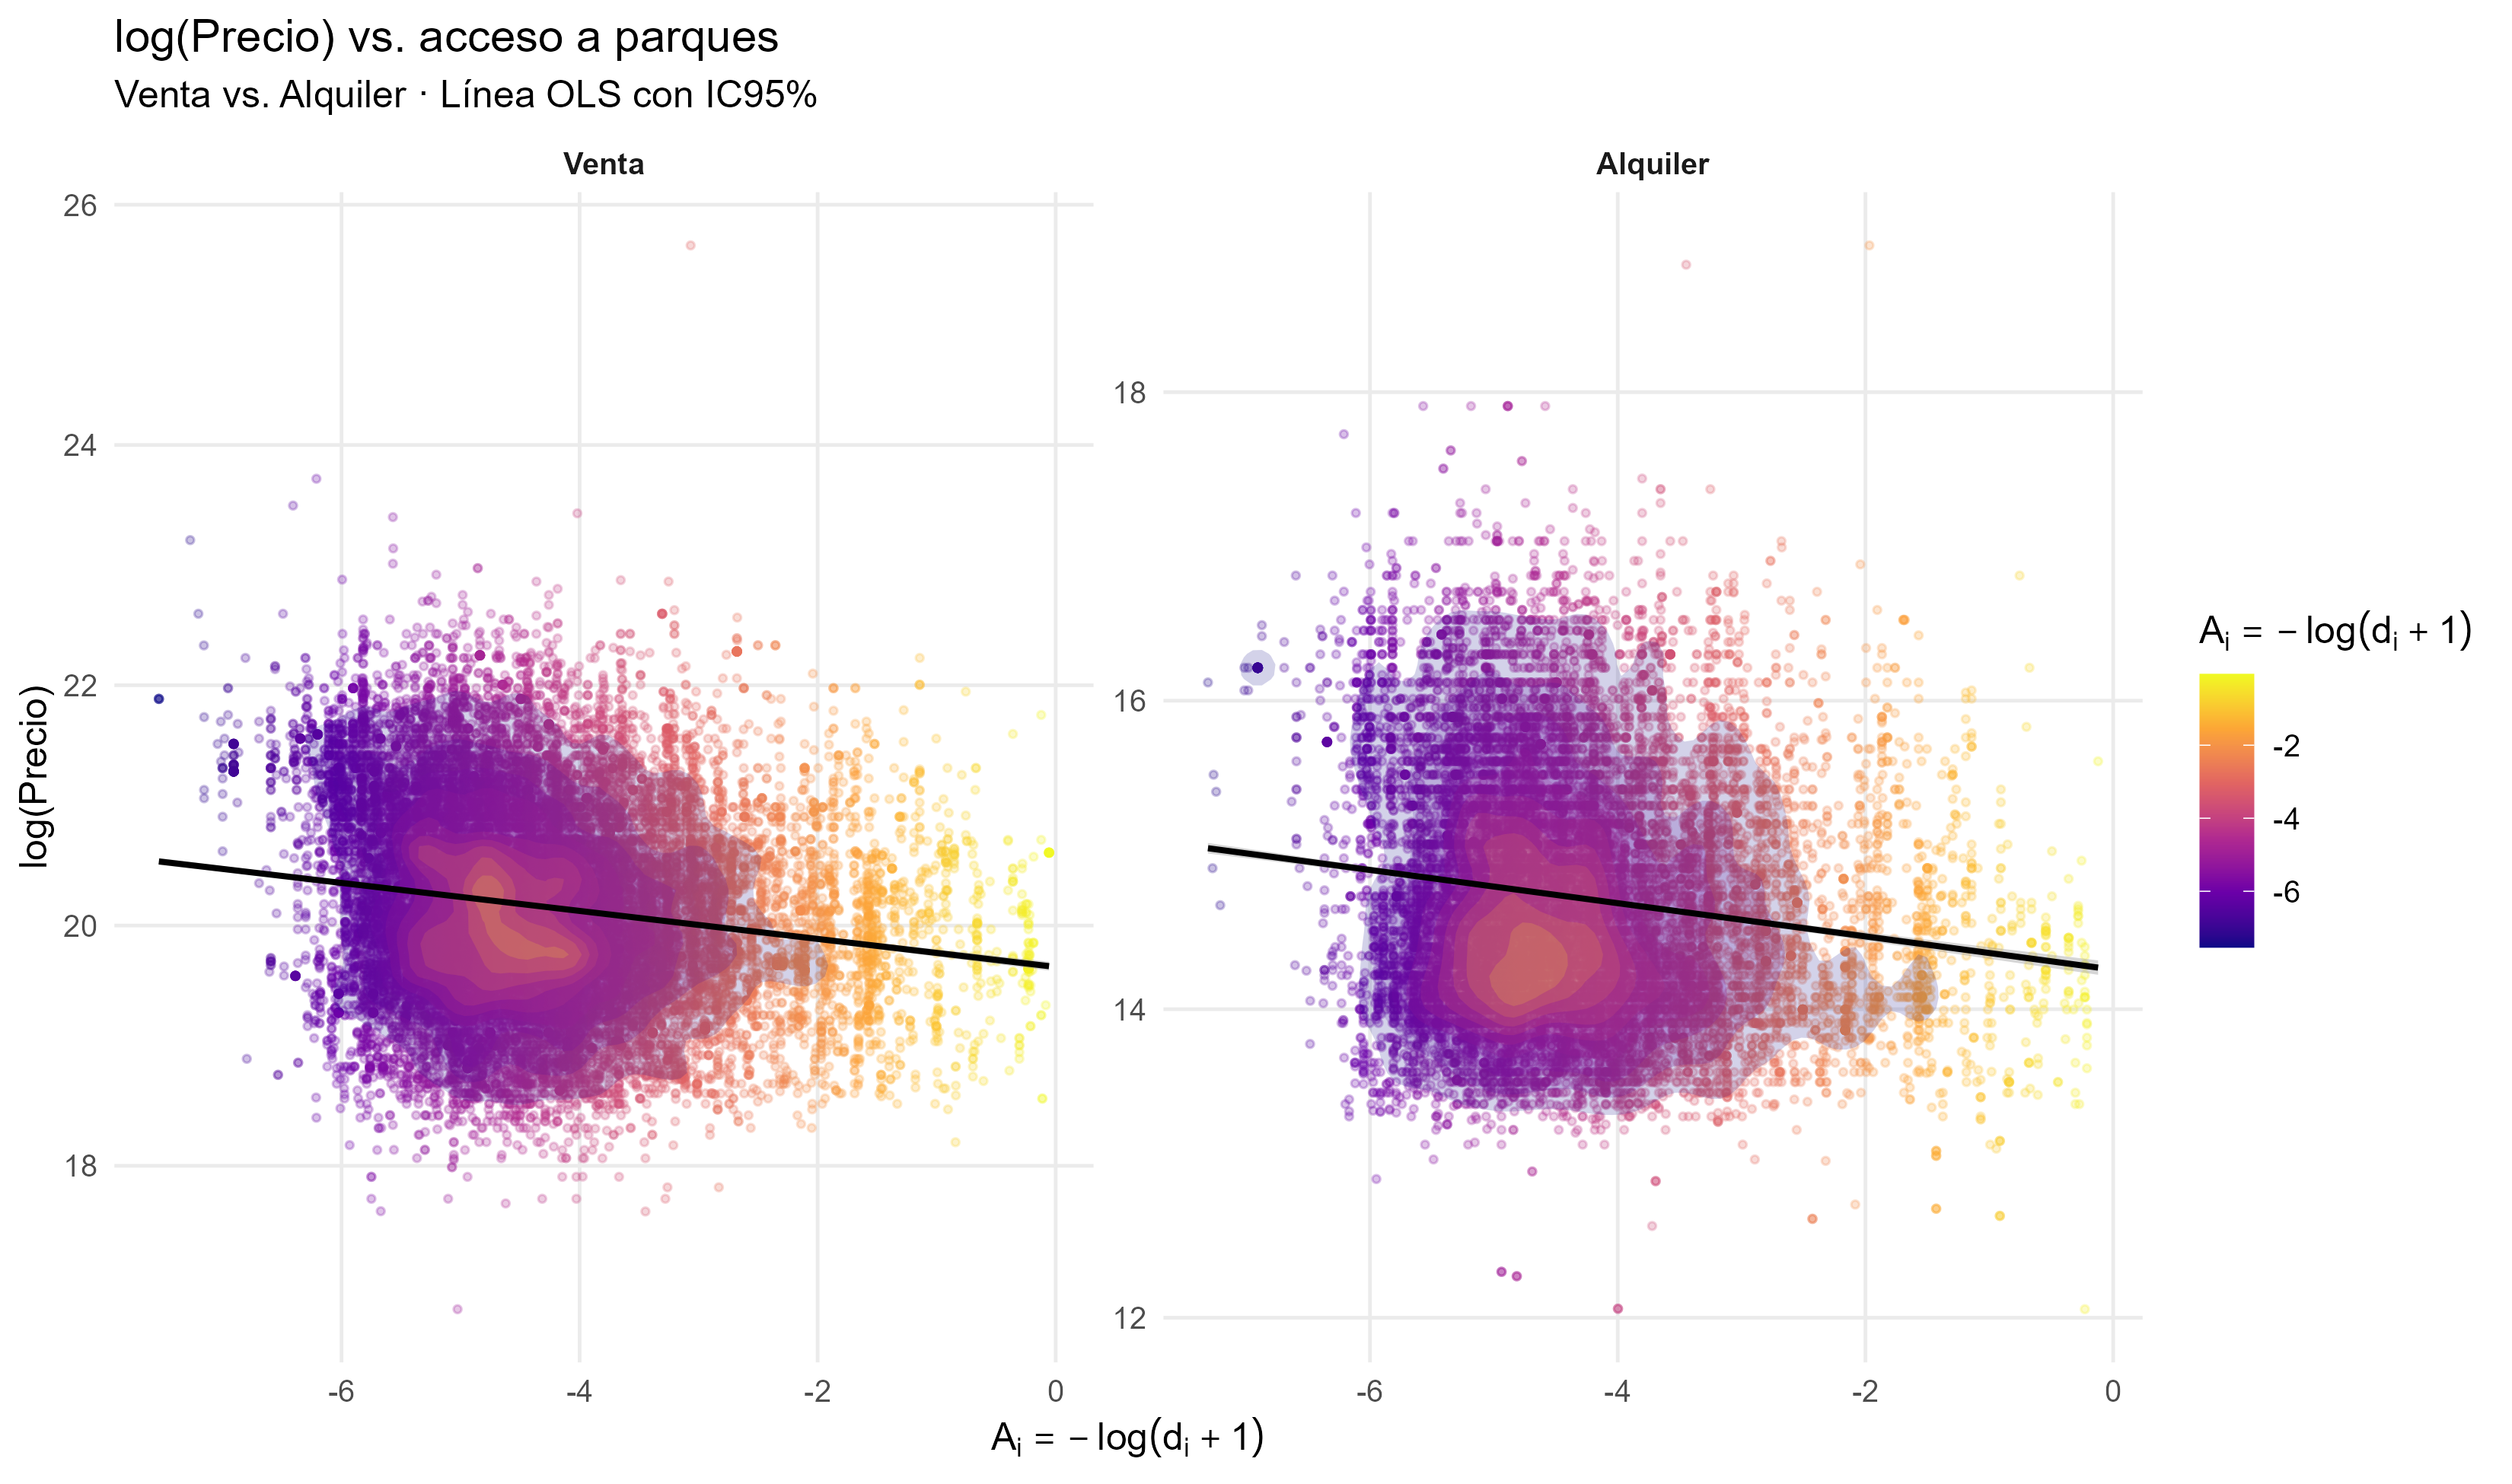 log(Precio) vs. acceso a parques
Venta vs. Alquiler · Línea OLS con IC95%
Venta
Alquiler
log(Precio)
26
24
22
20
18
18
16
14
12
-6
-4
-2
0
-6
-4
-2
0
Aᵢ = − log(dᵢ + 1)
Aᵢ = − log(dᵢ + 1)
-2
-4
-6